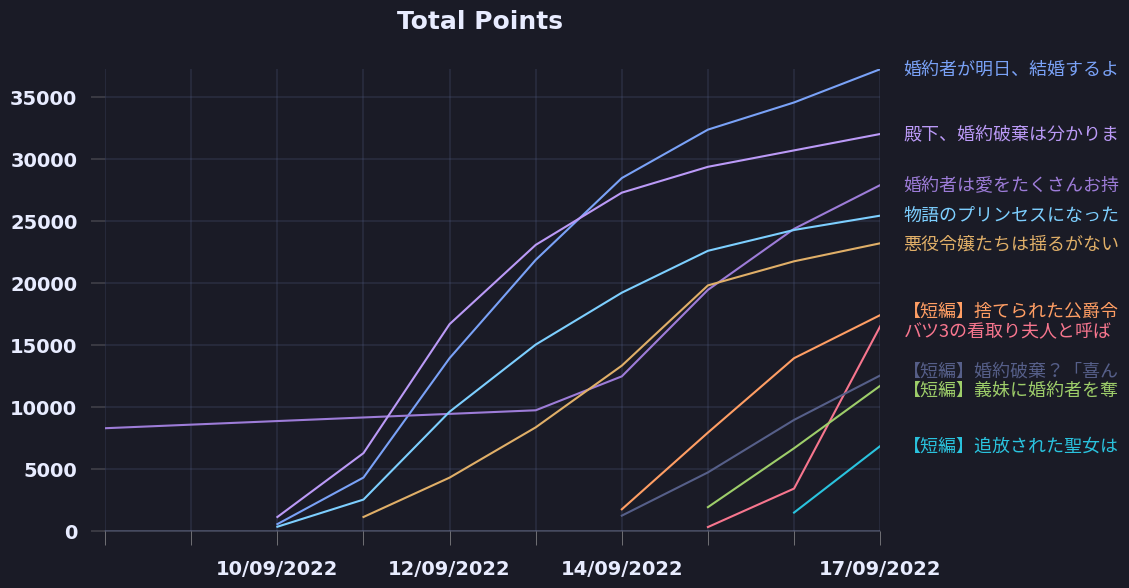 Total Points
35000
30000
25000
20000
15000
10000
5000
0
10/09/2022
12/09/2022
14/09/2022
17/09/2022
婚約者が明日、結婚するよ
殿下、婚約破棄は分かりま
婚約者は愛をたくさんお持
物語のプリンセスになった
悪役令嬢たちは揺るがない
【短編】捨てられた公爵令
バツ3の看取り夫人と呼ば
【短編】婚約破棄？「喜ん
【短編】義妹に婚約者を奪
【短編】追放された聖女は